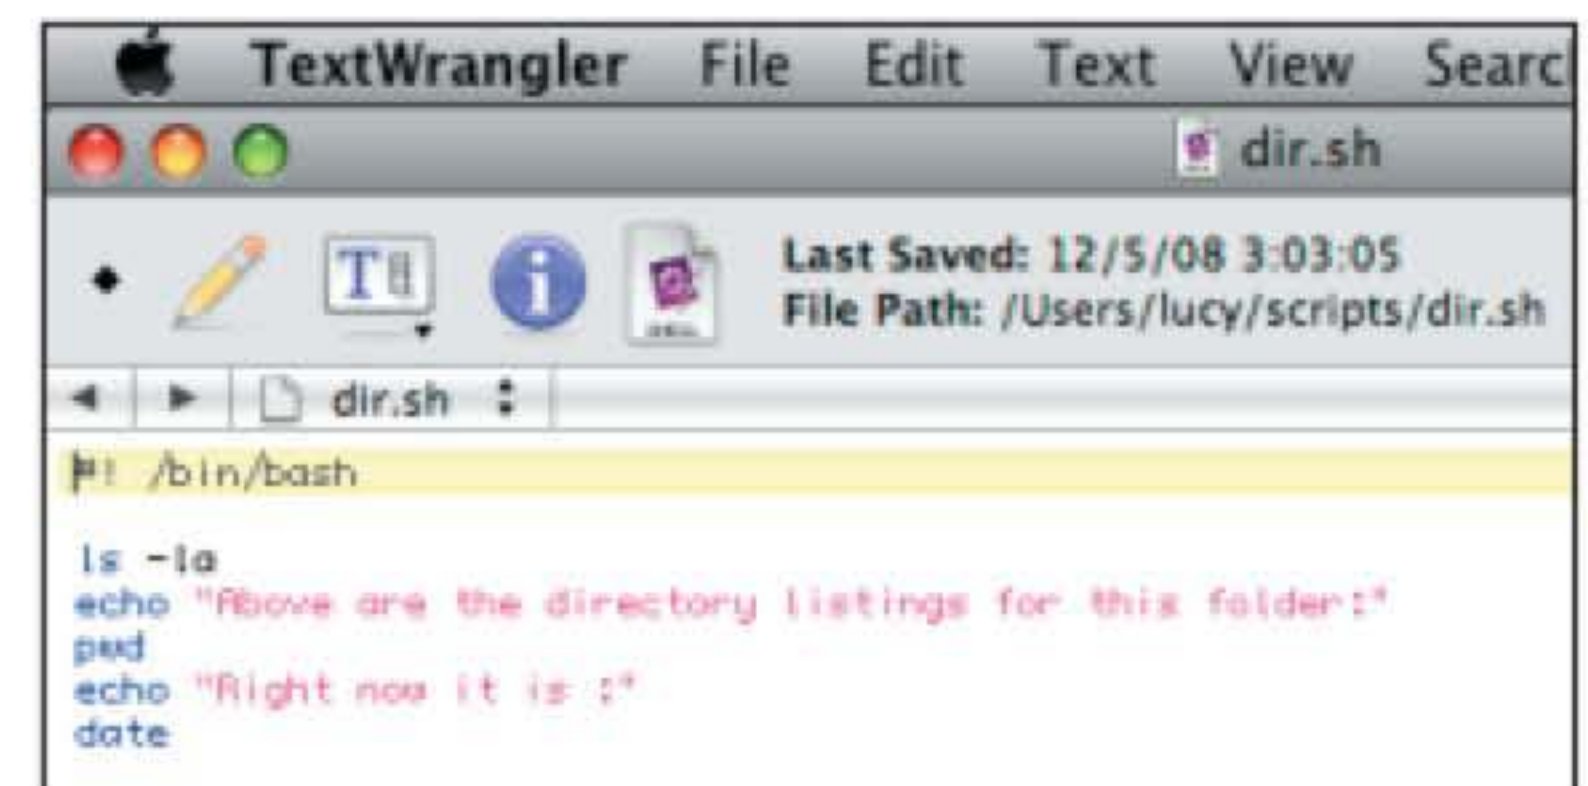 TextWrangler File Edit Text View Searc
dir.sh
Last Saved: 12/5/08 3:03:05
File Path: /Users/lucy/scripts/dir.sh
dir.sh
#! /bin/bash
ls -la
echo "Above are the directory listings for this folder:"
pwd
echo "Right now it is :"
date